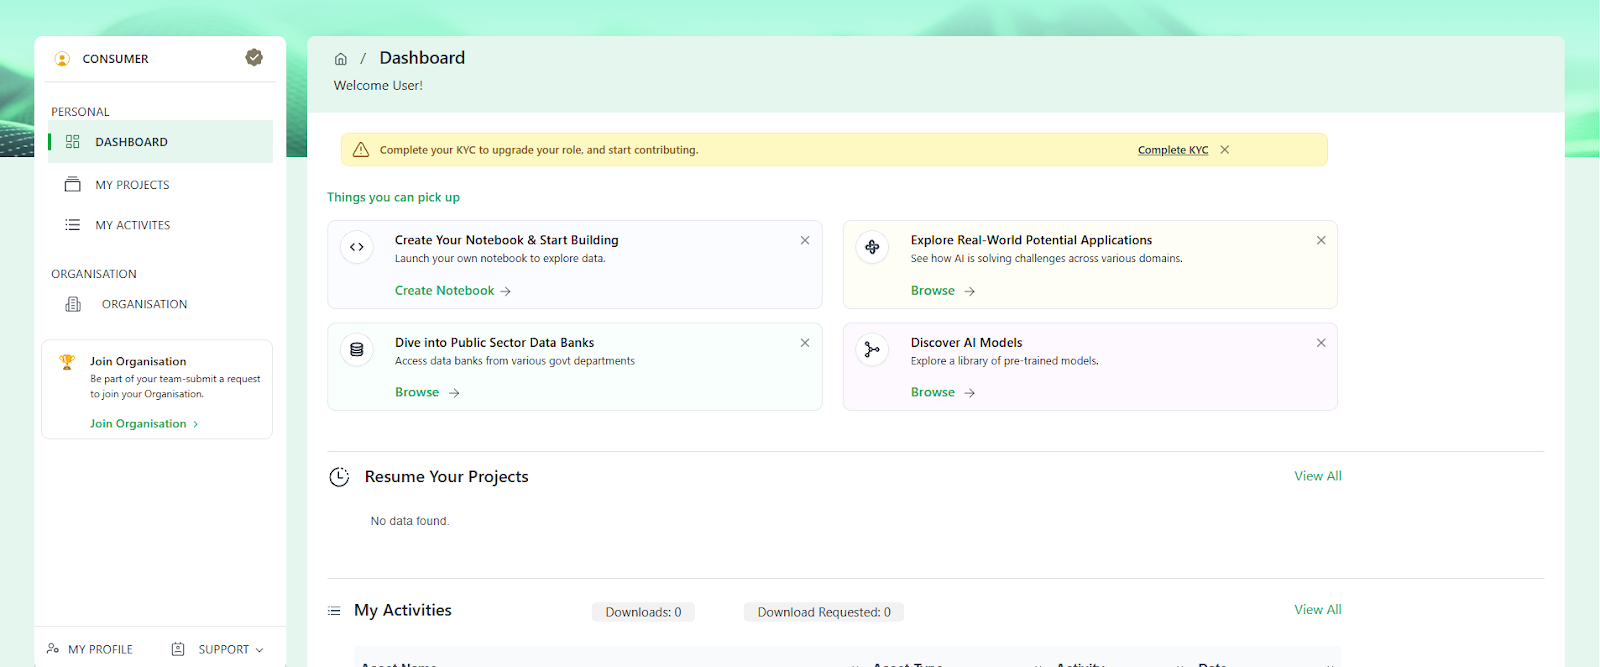 CONSUMER
PERSONAL
DASHBOARD
MY PROJECTS
MY ACTIVITES
ORGANISATION
ORGANISATION
Join Organisation
Be part of your team-submit a request
to join your Organisation.
Join Organisation
MY PROFILE
SUPPORT
/ Dashboard
Welcome User!
Complete your KYC to upgrade your role, and start contributing.
Complete KYC
Things you can pick up
Create Your Notebook & Start Building
Launch your own notebook to explore data.
Create Notebook
Explore Real-World Potential Applications
See how AI is solving challenges across various domains.
Browse
Dive into Public Sector Data Banks
Access data banks from various govt departments
Browse
Discover AI Models
Explore a library of pre-trained models.
Browse
Resume Your Projects
View All
No data found.
My Activities
Downloads: 0
Download Requested: 0
View All
Asset Name
Asset Type
Activity
Date